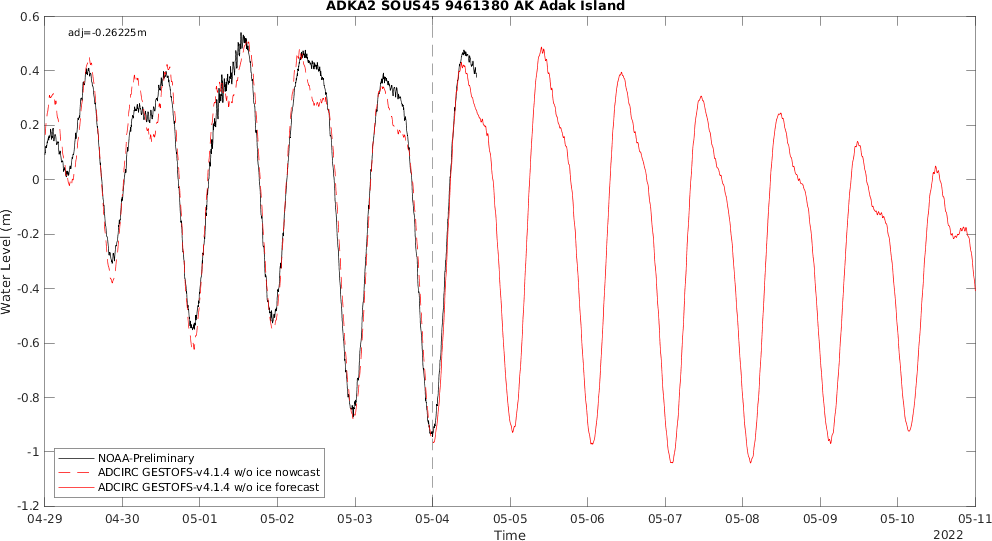 ADKA2 SOUS45 9461380 AK Adak Island
adj=-0.26225m
0.6
0.4
0.2
0
-0.2
-0.4
-0.6
-0.8
-1
-1.2
Water Level (m)
NOAA-Preliminary
ADCIRC GESTOFS-v4.1.4 w/o ice nowcast
ADCIRC GESTOFS-v4.1.4 w/o ice forecast
04-29 04-30 05-01 05-02 05-03 05-04 05-05 05-06 05-07 05-08 05-09 05-10 05-11
Time
2022